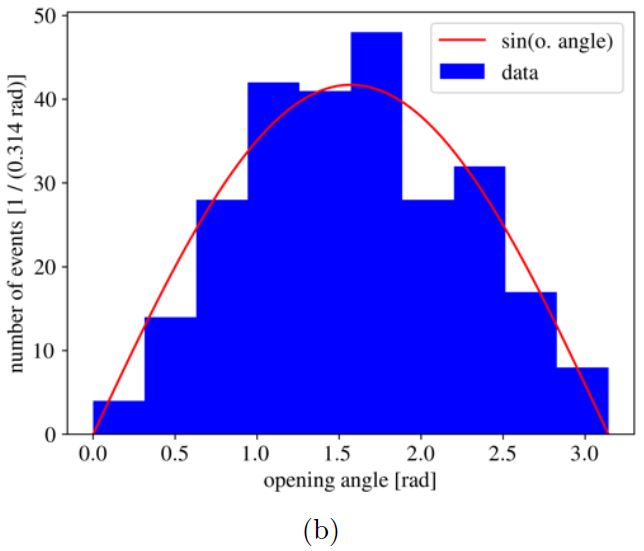 number of events [1 / (0.314 rad)]
50
40
30
20
10
0
sin(o. angle)
data
0.0 0.5 1.0 1.5 2.0 2.5 3.0
opening angle [rad]
(b)